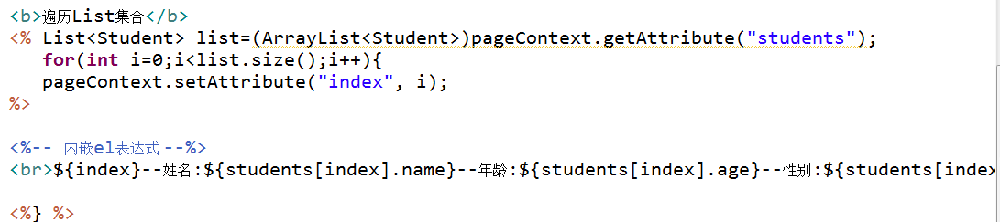 <b>遍历List集合</b>
<% List<Student> list=(ArrayList<Student>)pageContext.getAttribute("students");
for(int i=0;i<list.size();i++){
pageContext.setAttribute("index", i);
%>
<%-- 内嵌el表达式 --%>
<br>${index}--姓名:${students[index].name}--年龄:${students[index].age}--性别:${students[index
<%} %>